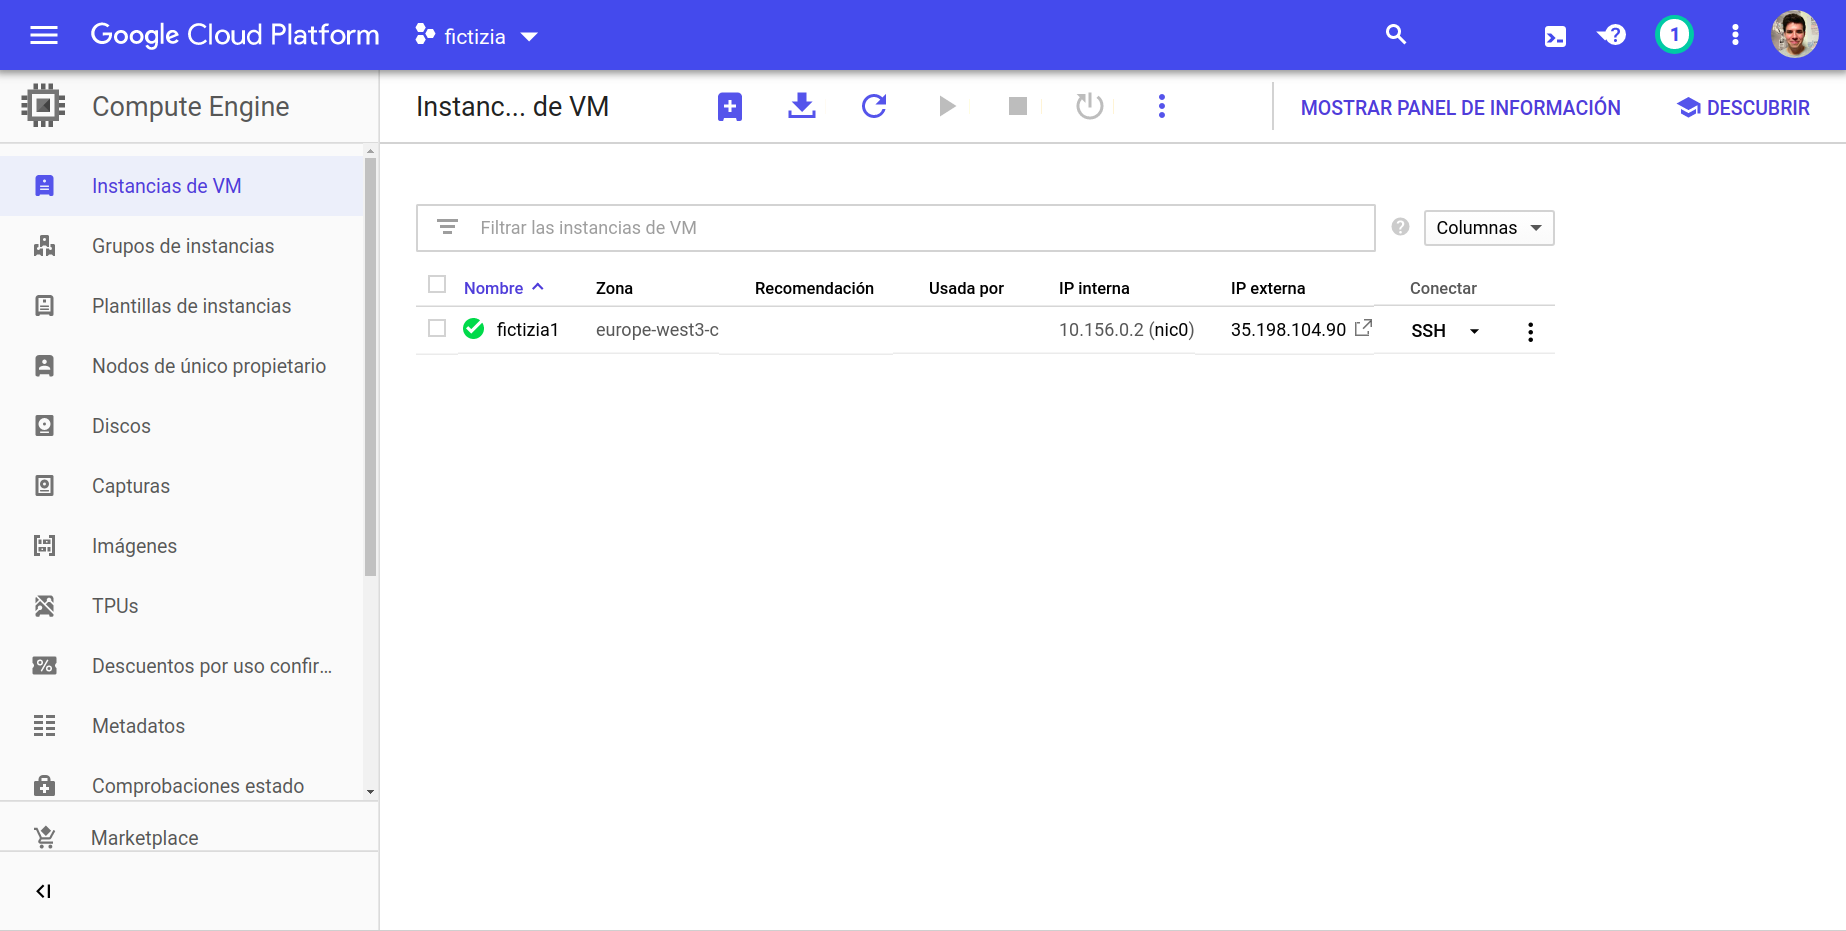 Google Cloud Platform fictizia 1
Compute Engine
Instanc... de VM
MOSTRAR PANEL DE INFORMACIÓN DESCUBRIR
Instancias de VM
Grupos de instancias
Plantillas de instancias
Nodos de único propietario
Discos
Capturas
Imágenes
TPUs
Descuentos por uso confir...
Metadatos
Comprobaciones estado
Marketplace
Filtrar las instancias de VM
Columnas
Nombre Zona Recomendación Usada por IP interna IP externa Conectar
fictizia1 europe-west3-c 10.156.0.2 (nic0) 35.198.104.90 SSH